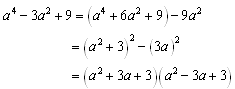 a⁴ − 3a² + 9 = (a⁴ + 6a² + 9) − 9a²
= (a² + 3)² − (3a)²
= (a² + 3a + 3)(a² − 3a + 3)